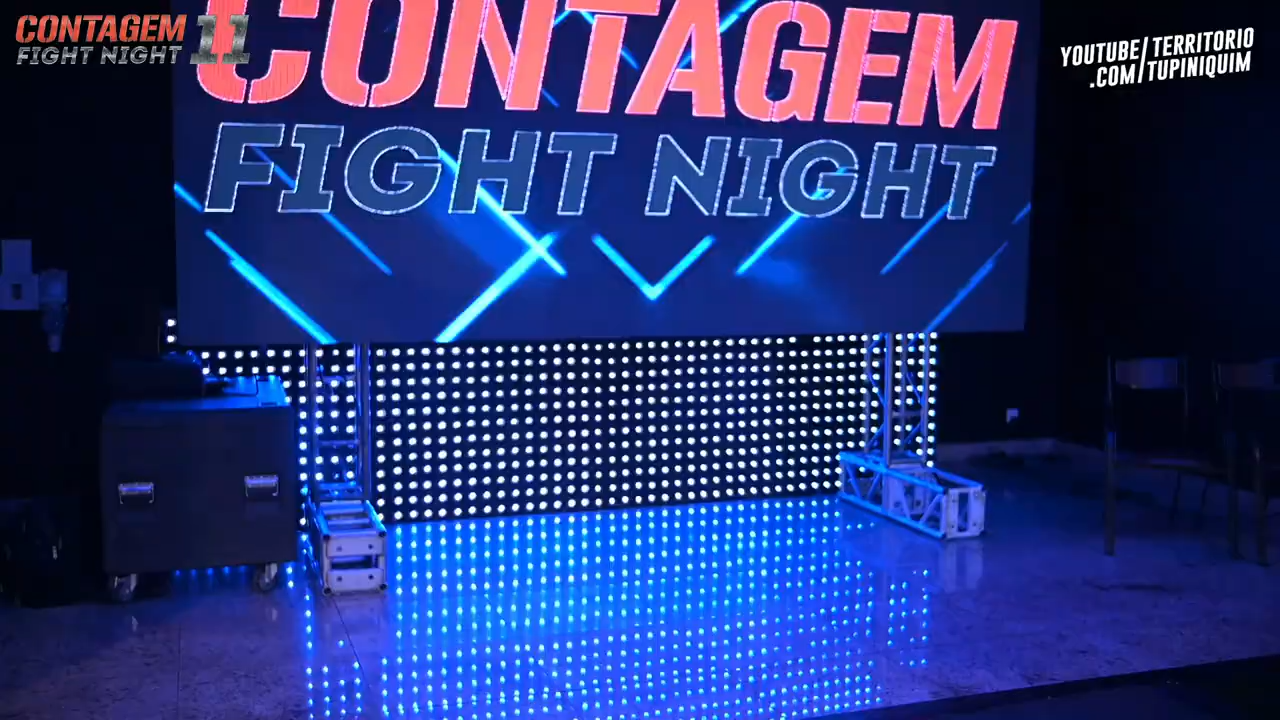 CONTAGEM
FIGHT NIGHT 11
YOUTUBE/TERRITORIO
.COM/TUPINIQUIM
CONTAGEM
FIGHT NIGHT